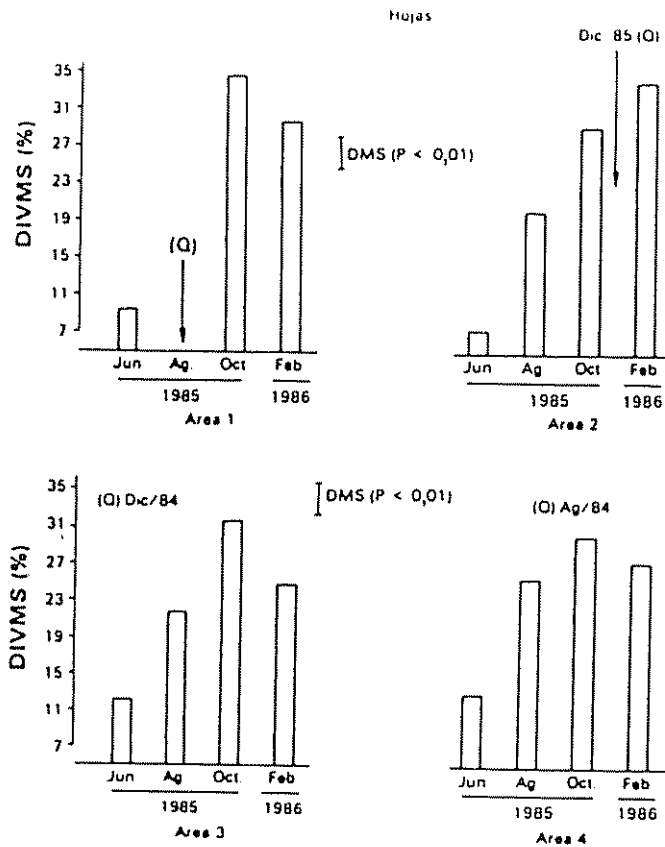 Hojas
Dic 85 (Q)
DIVMS (%)
35
31
27
23
19
15
11
7
(Q)
DMS (P < 0,01)
Jun Ag. Oct Feb
1985 1986
Area 1
Jun Ag Oct Feb
1985 1986
Area 2
DIVMS (%)
35
31
27
23
19
15
11
7
(Q) Dic/84
DMS (P < 0,01)
(Q) Ag/84
Jun Ag Oct. Feb
1985 1986
Area 3
Jun Ag Oct Feb
1985 1986
Area 4